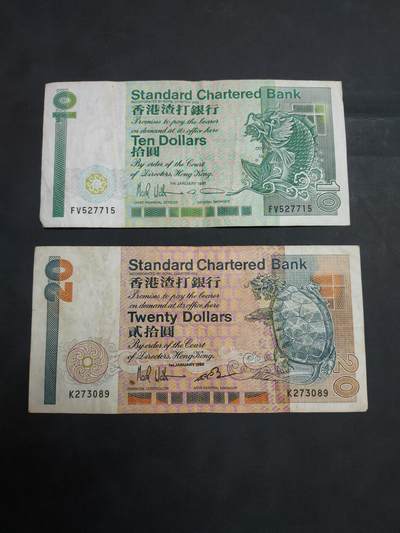 10
Standard Chartered Bank
香港渣打銀行
Promises to pay the bearer
on demand at its office here
Ten Dollars
拾圓
By order of the Court
of Directors, Hong Kong.
FV527715
FV527715
10
20
Standard Chartered Bank
香港渣打銀行
Promises to pay the bearer
on demand at its office here
Twenty Dollars
貳拾圓
By order of the Court
of Directors, Hong Kong.
K273089
K273089
20